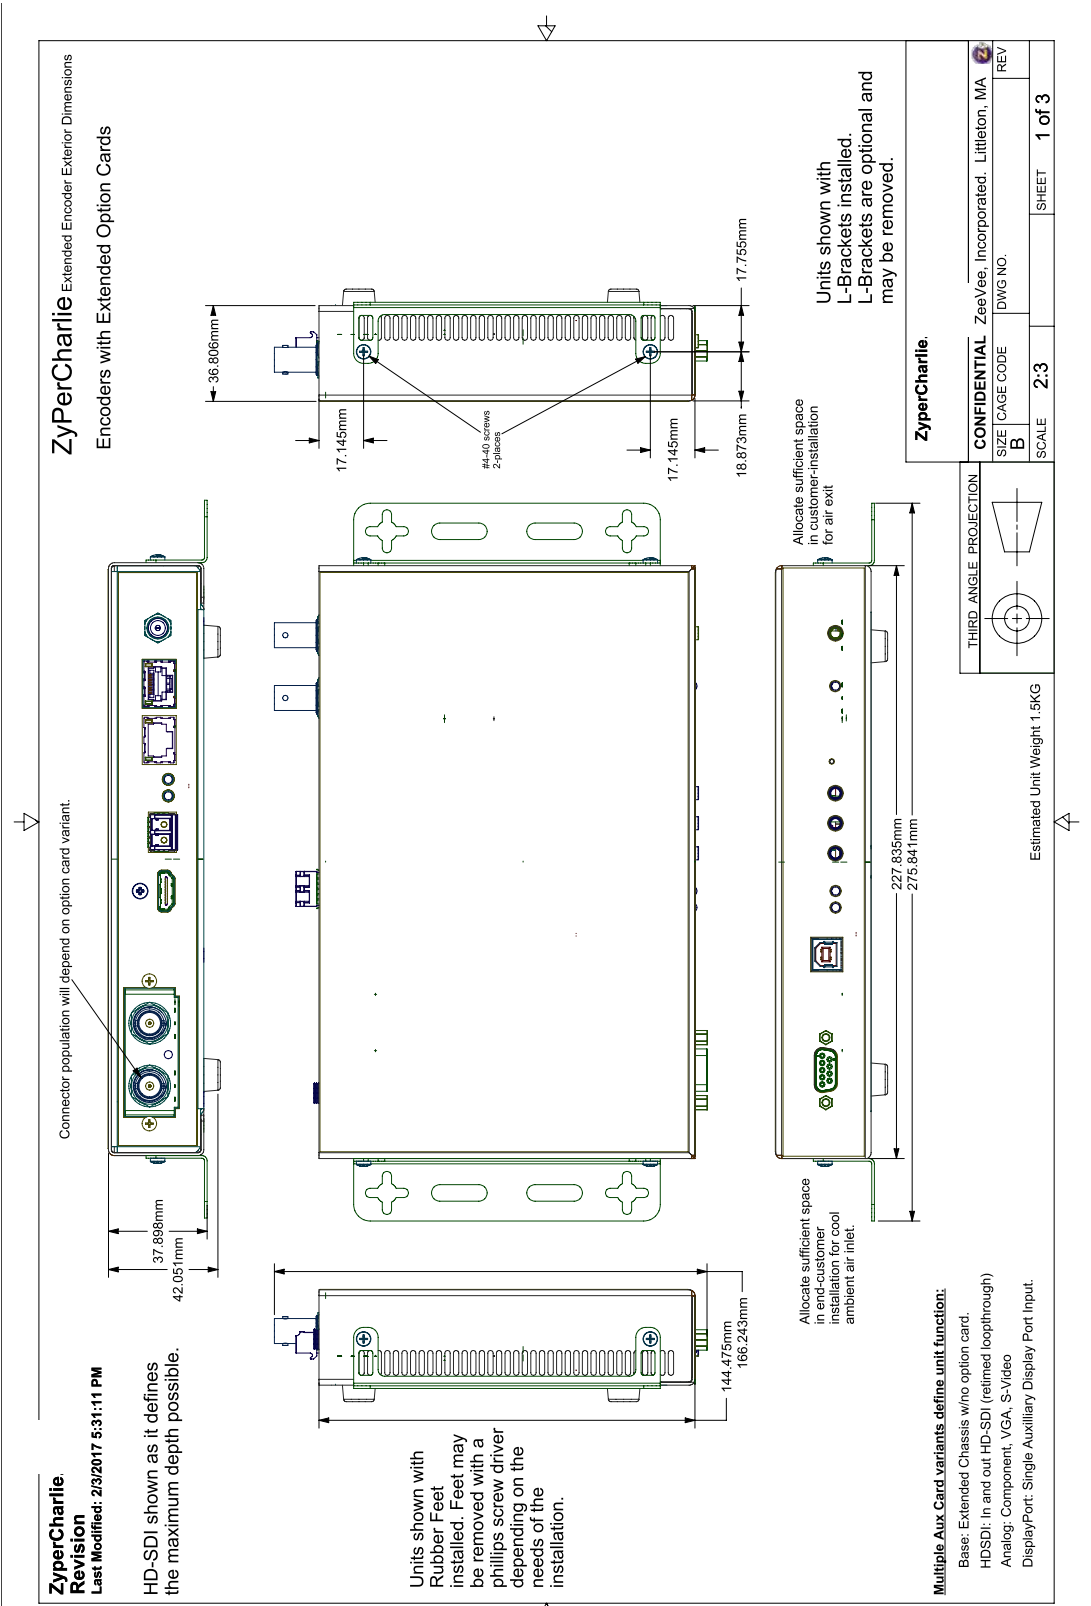 ZyPerCharlie Extended Encoder Exterior Dimensions
Encoders with Extended Option Cards
ZyperCharlie.
Revision
Last Modified: 2/3/2017 5:31:11 PM
HD-SDI shown as it defines
the maximum depth possible.
Connector population will depend on option card variant.
37.898mm
42.051mm
36.806mm
17.145mm
#4-40 screws
2-places
17.145mm
18.873mm
17.755mm
Units shown with
Rubber Feet
installed. Feet may
be removed with a
phillips screw driver
depending on the
needs of the
installation.
144.475mm
166.243mm
Units shown with
L-Brackets installed.
L-Brackets are optional and
may be removed.
Allocate sufficient space
in end-customer
installation for cool
ambient air inlet.
Allocate sufficient space
in customer-installation
for air exit
227.835mm
275.841mm
Multiple Aux Card variants define unit function:
Base: Extended Chassis w/no option card.
HDSDI: In and out HD-SDI (retimed loopthrough)
Analog: Component, VGA, S-Video
DisplayPort: Single Auxilliary Display Port Input.
Estimated Unit Weight 1.5KG
THIRD ANGLE PROJECTION
ZyperCharlie.
CONFIDENTIAL ZeeVee, Incorporated. Littleton, MA Z
SIZE CAGE CODE DWG NO. REV
B
SCALE 2:3 SHEET 1 of 3